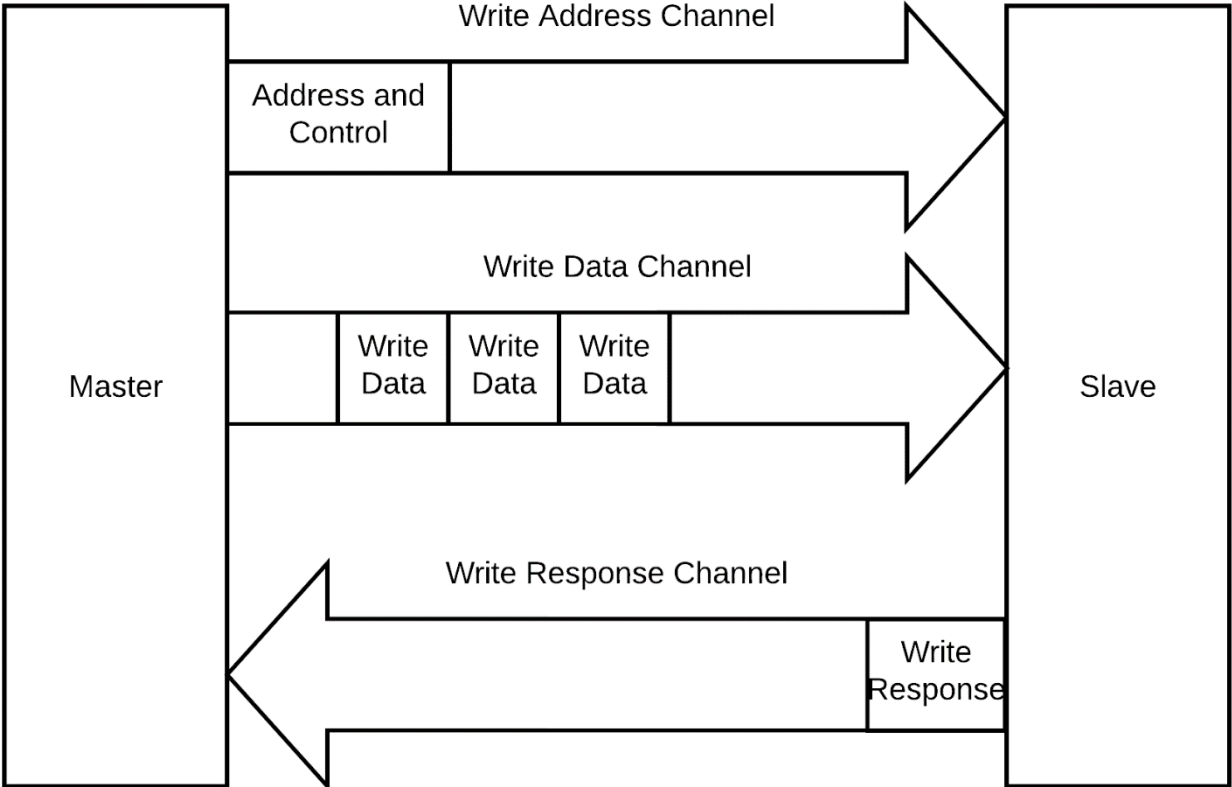 Write Address Channel
Address and
Control
Write Data Channel
Write
Data
Write
Data
Write
Data
Master
Slave
Write Response Channel
Write
Response